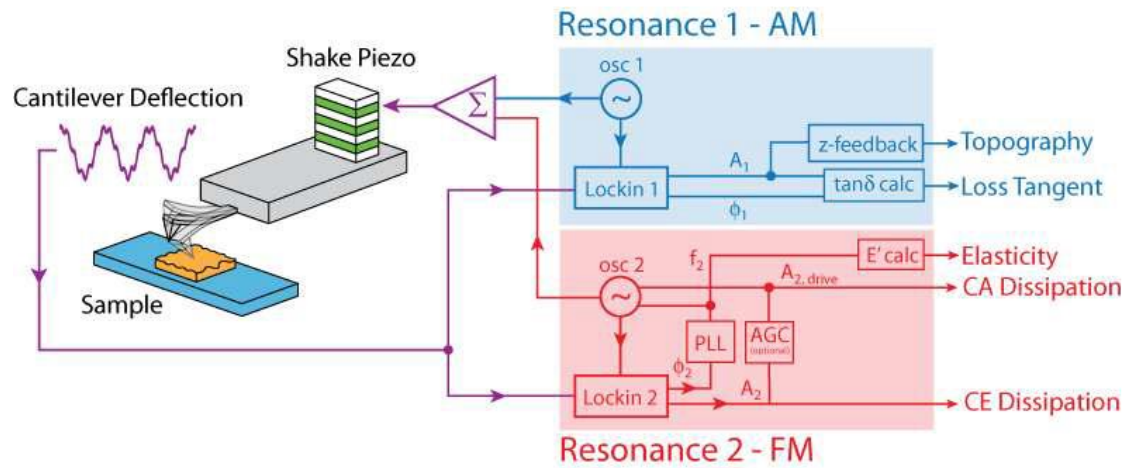 Resonance 1 - AM
Shake Piezo
Cantilever Deflection
Σ
osc 1
~
Lockin 1
A₁
ϕ₁
z-feedback
tanδ calc
Topography
Loss Tangent
Sample
osc 2
~
Lockin 2
f₂
ϕ₂
PLL
A₂, drive
AGC
(optional)
A₂
E' calc
Elasticity
CA Dissipation
CE Dissipation
Resonance 2 - FM